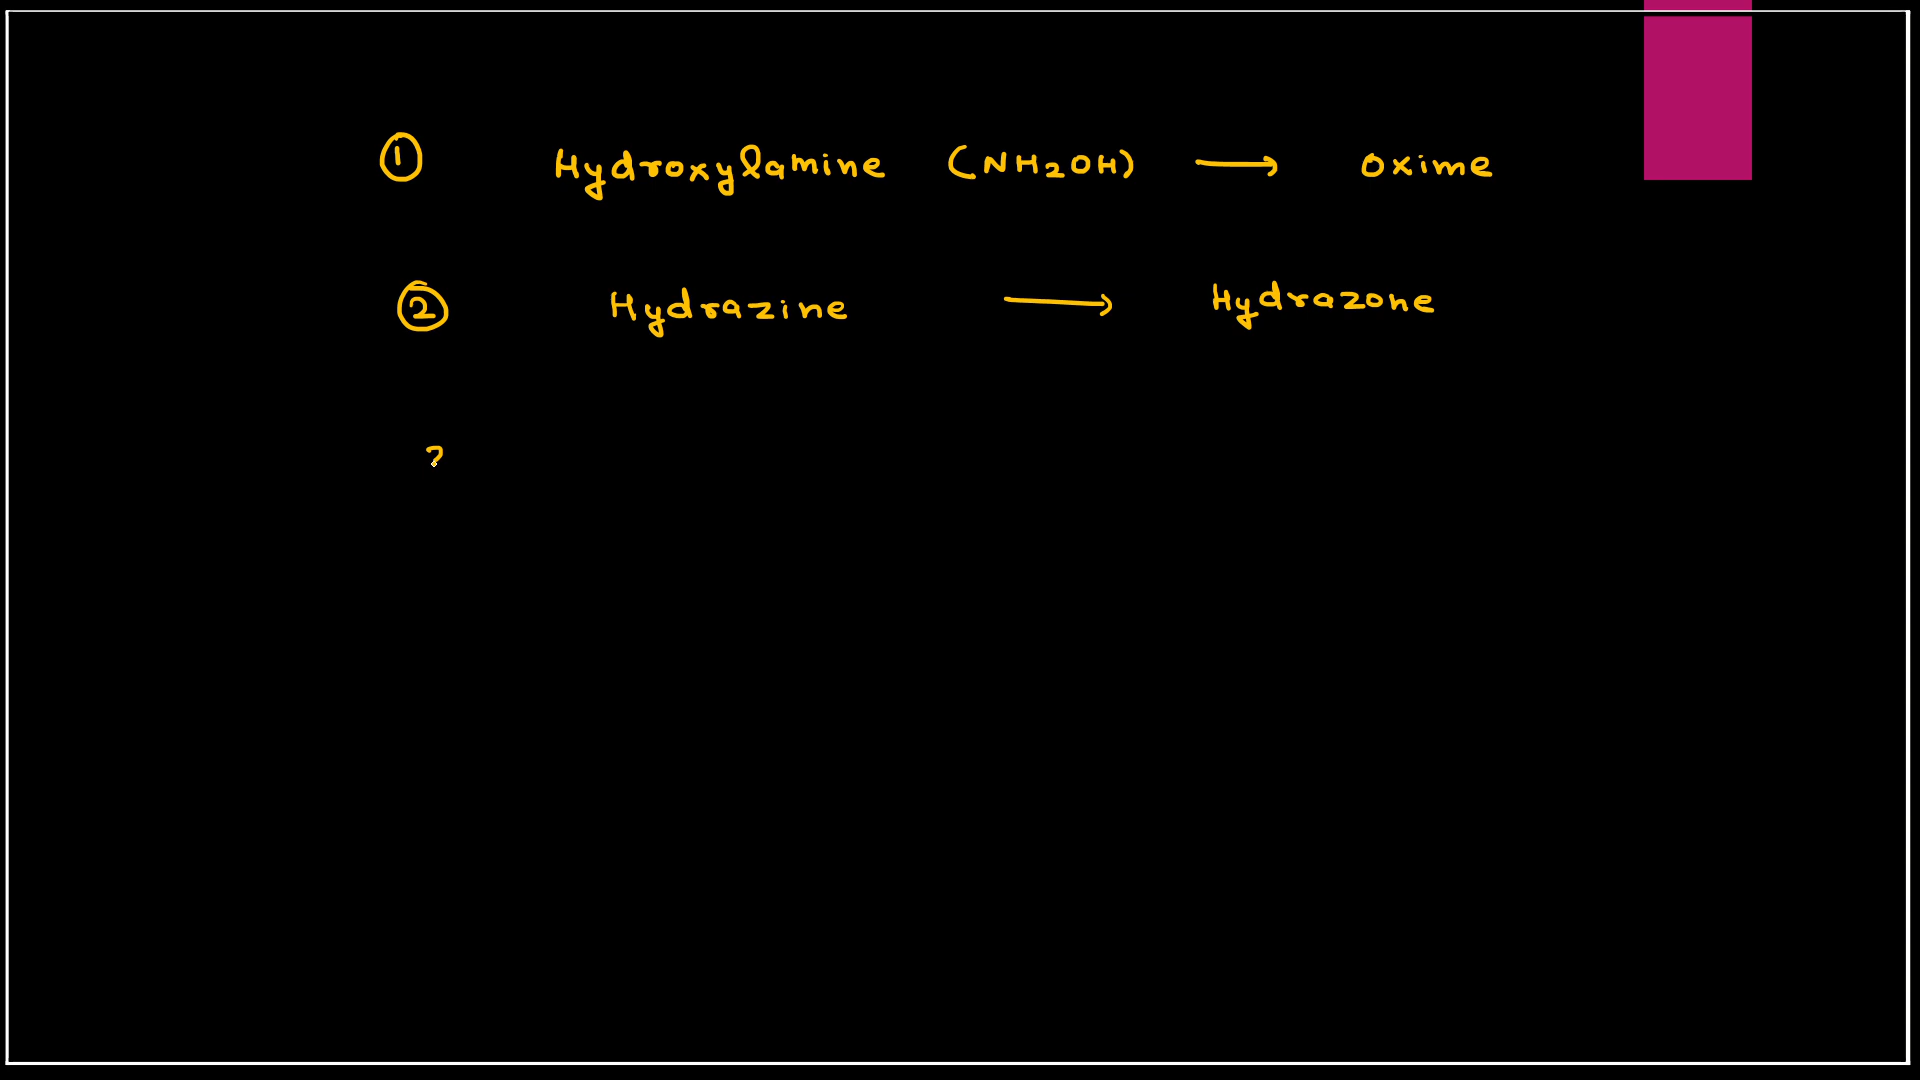 ① Hydroxylamine (NH2OH) → Oxime
② Hydrazine → Hydrazone
?